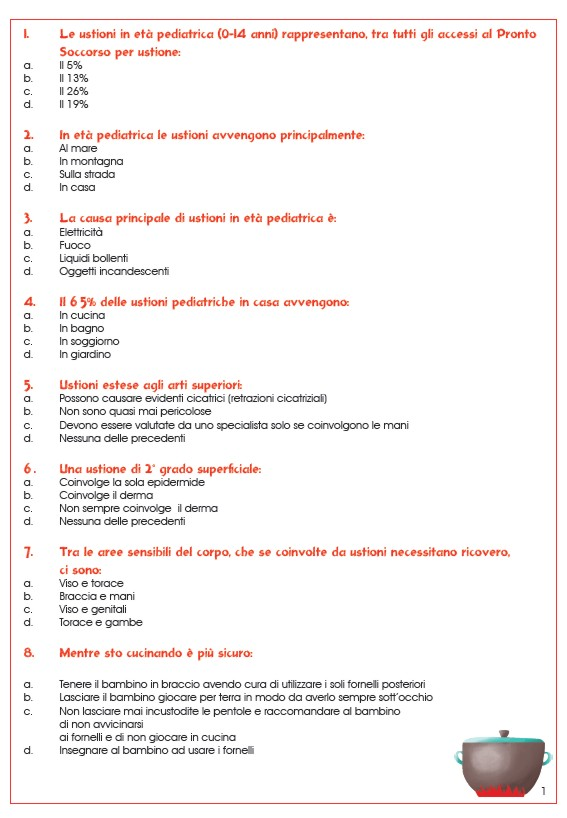 1. Le ustioni in età pediatrica (0-14 anni) rappresentano, tra tutti gli accessi al Pronto
Soccorso per ustione:
a. Il 5%
b. Il 13%
c. Il 26%
d. Il 19%
2. In età pediatrica le ustioni avvengono principalmente:
a. Al mare
b. In montagna
c. Sulla strada
d. In casa
3. La causa principale di ustioni in età pediatrica è:
a. Elettricità
b. Fuoco
c. Liquidi bollenti
d. Oggetti incandescenti
4. Il 65% delle ustioni pediatriche in casa avvengono:
a. In cucina
b. In bagno
c. In soggiorno
d. In giardino
5. Ustioni estese agli arti superiori:
a. Possono causare evidenti cicatrici (retrazioni cicatriziali)
b. Non sono quasi mai pericolose
c. Devono essere valutate da uno specialista solo se coinvolgono le mani
d. Nessuna delle precedenti
6. Una ustione di 2° grado superficiale:
a. Coinvolge la sola epidermide
b. Coinvolge il derma
c. Non sempre coinvolge il derma
d. Nessuna delle precedenti
7. Tra le aree sensibili del corpo, che se coinvolte da ustioni necessitano ricovero,
ci sono:
a. Viso e torace
b. Braccia e mani
c. Viso e genitali
d. Torace e gambe
8. Mentre sto cucinando è più sicuro:
a. Tenere il bambino in braccio avendo cura di utilizzare i soli fornelli posteriori
b. Lasciare il bambino giocare per terra in modo da averlo sempre sott'occhio
c. Non lasciare mai incustodite le pentole e raccomandare al bambino
di non avvicinarsi
ai fornelli e di non giocare in cucina
d. Insegnare al bambino ad usare i fornelli
1